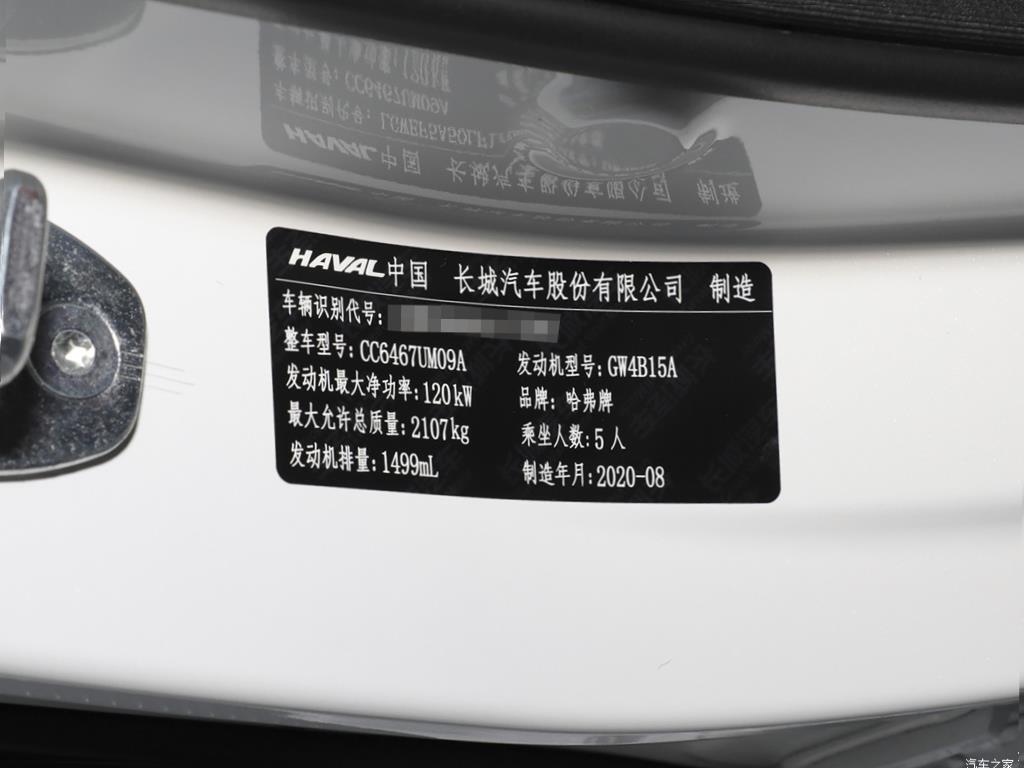 HAVAL中国 长城汽车股份有限公司 制造
车辆识别代号:
整车型号: CC6467UM09A
发动机型号: GW4B15A
发动机最大净功率: 120kW
品牌: 哈弗牌
最大允许总质量: 2107kg
乘坐人数: 5人
发动机排量: 1499mL
制造年月: 2020-08
汽车之家